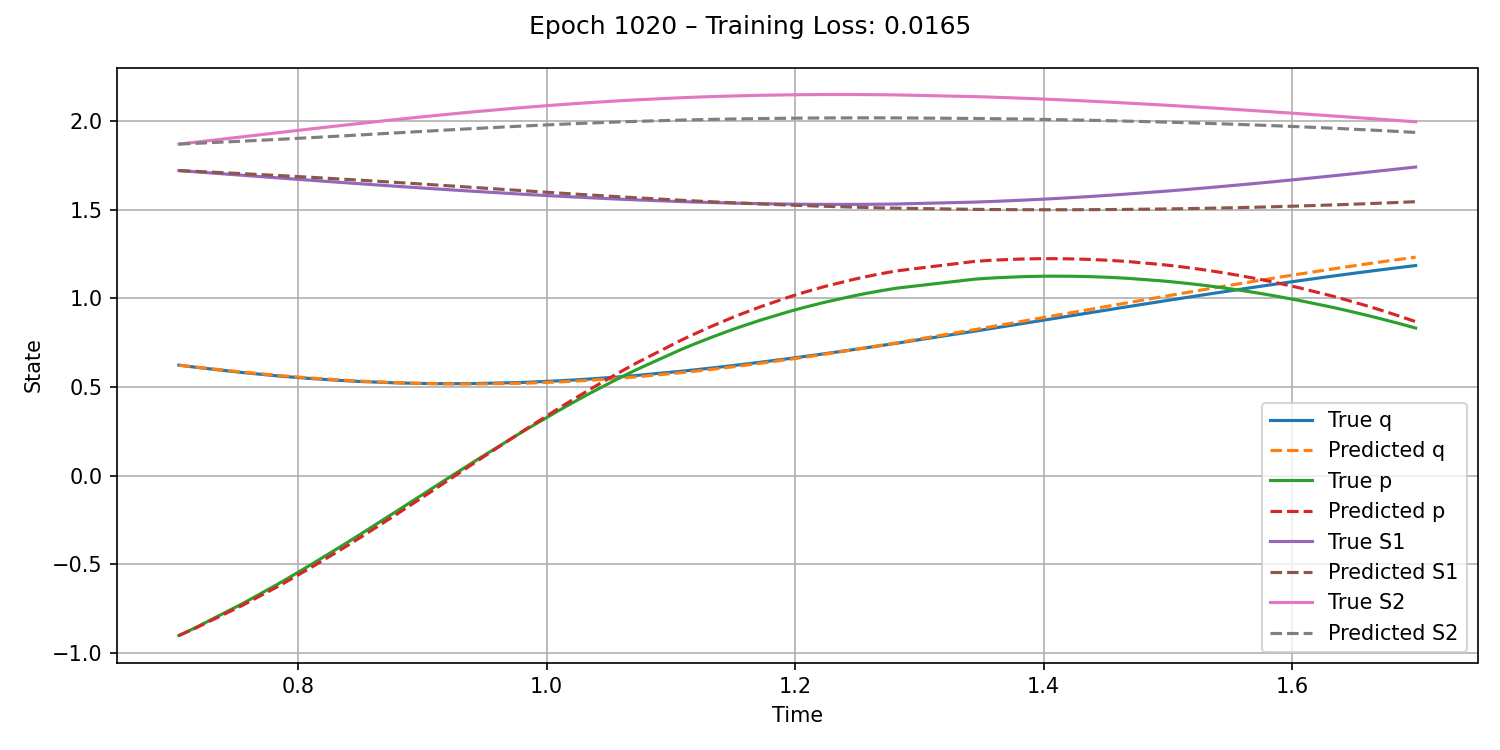 Epoch 1020 – Training Loss: 0.0165
State
2.0
1.5
1.0
0.5
0.0
−0.5
−1.0
0.8
1.0
1.2
1.4
1.6
Time
True q
Predicted q
True p
Predicted p
True S1
Predicted S1
True S2
Predicted S2